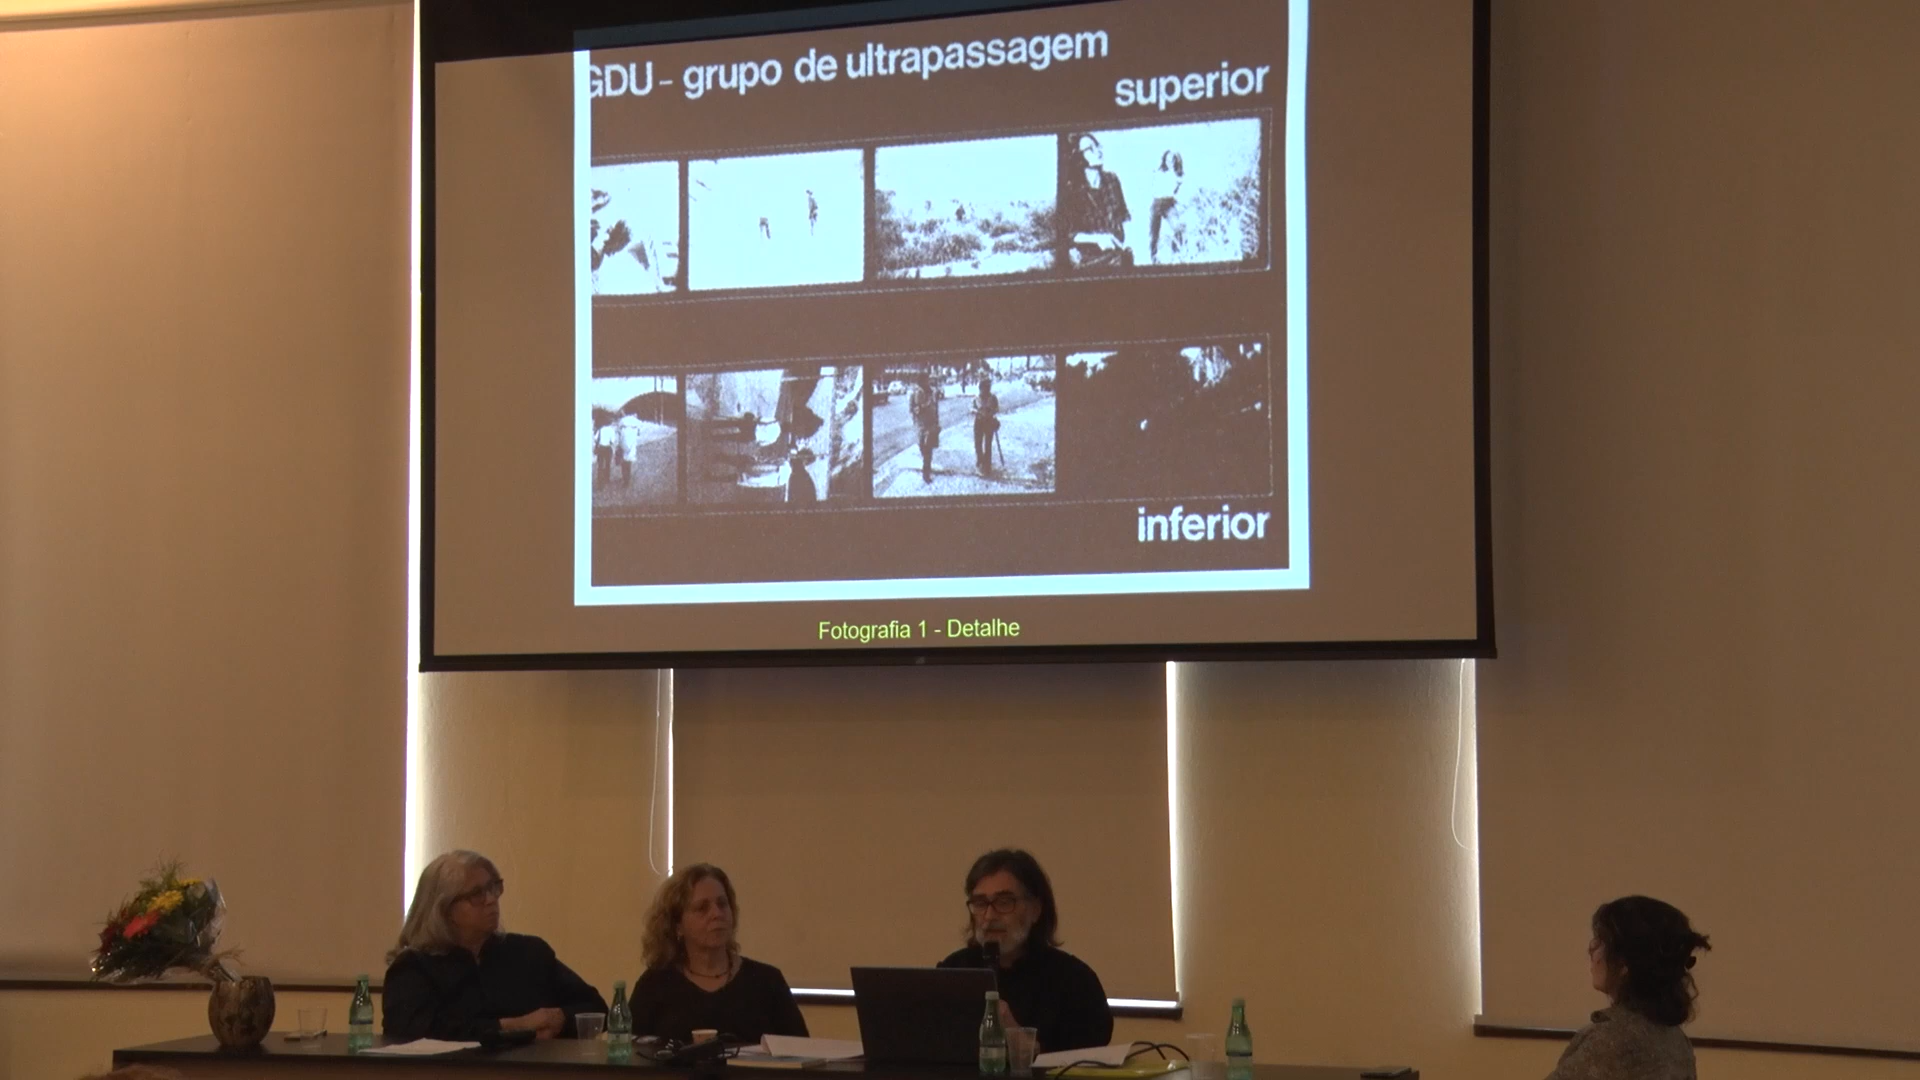 GDU - grupo de ultrapassagem
superior
inferior
Fotografia 1 - Detalhe